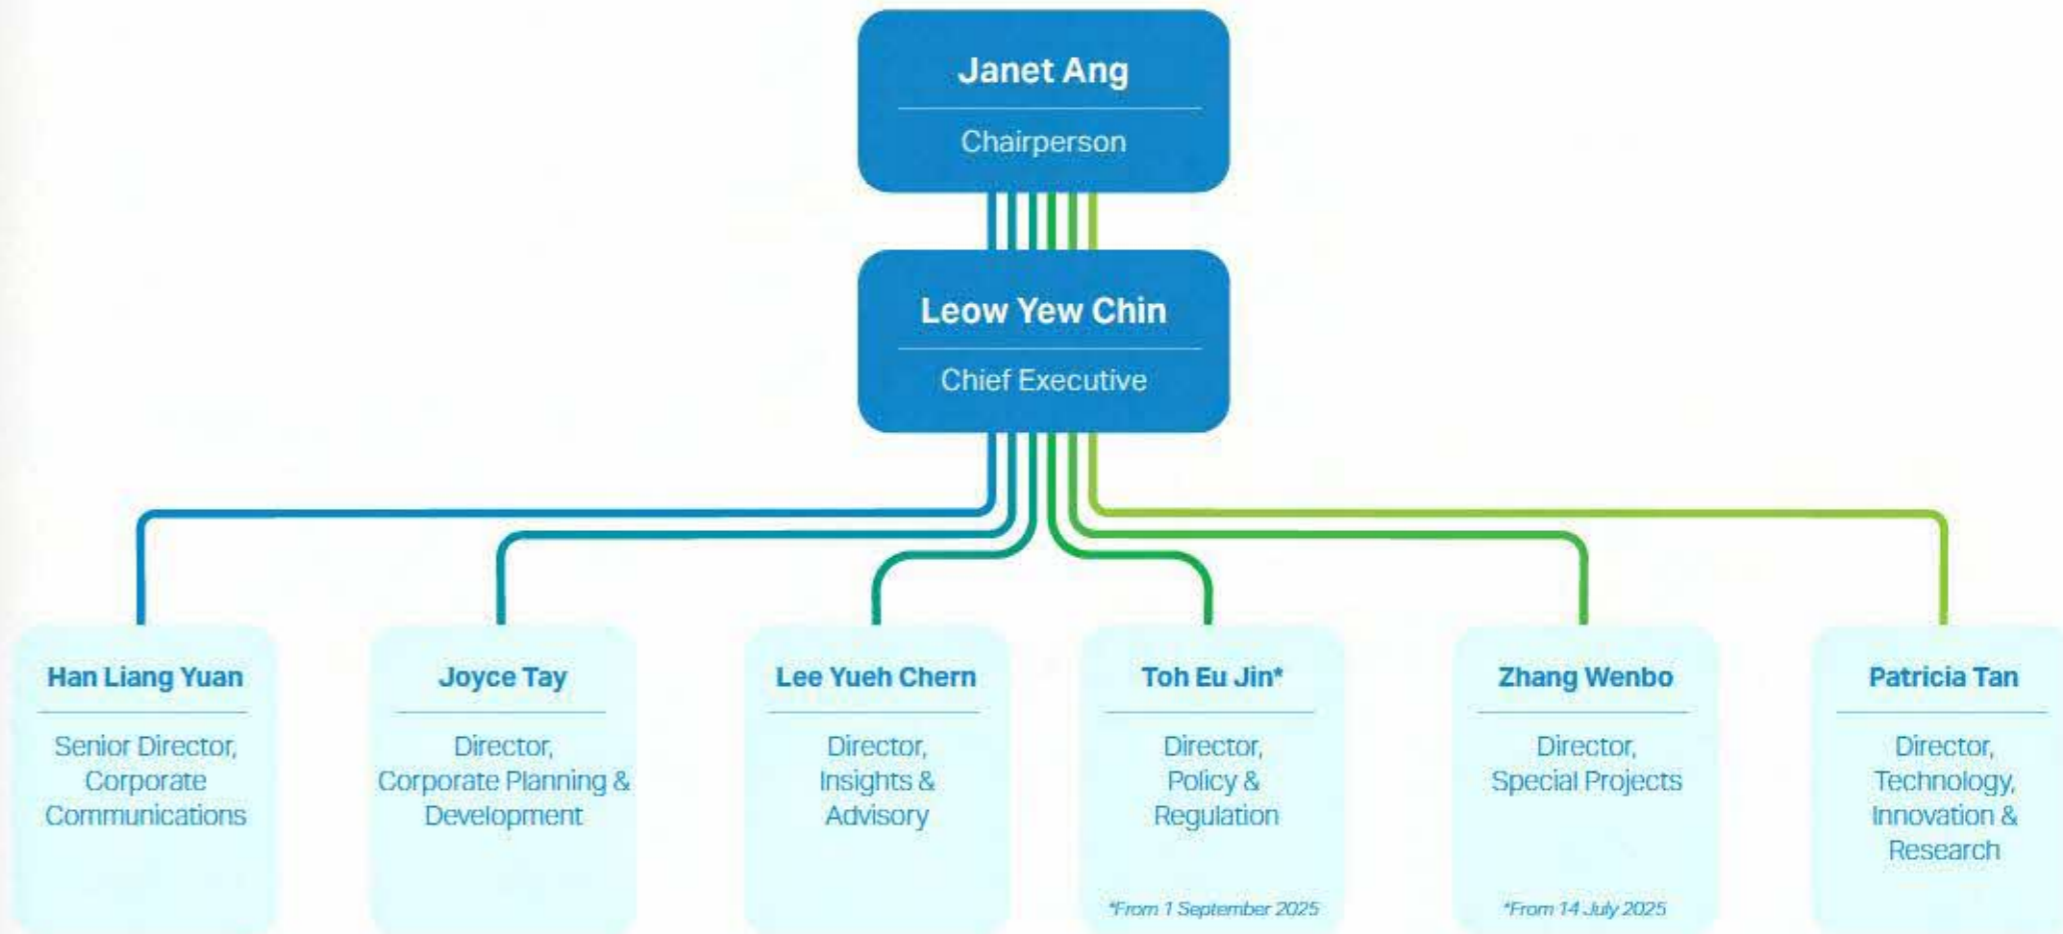 Janet Ang
Chairperson
Leow Yew Chin
Chief Executive
Han Liang Yuan
Senior Director,
Corporate
Communications
Joyce Tay
Director,
Corporate Planning &
Development
Lee Yueh Chern
Director,
Insights &
Advisory
Toh Eu Jin*
Director,
Policy &
Regulation
*From 1 September 2025
Zhang Wenbo
Director,
Special Projects
*From 14 July 2025
Patricia Tan
Director,
Technology,
Innovation &
Research